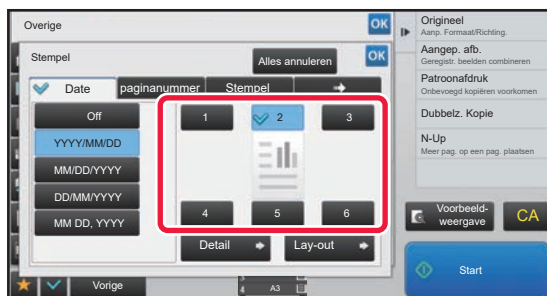 Overige
OK
Stempel
Alles annuleren
OK
Date
paginanummer
Stempel
Off
YYYY/MM/DD
MM/DD/YYYY
DD/MM/YYYY
MM DD, YYYY
1
2
3
4
5
6
Detail
Lay-out
Vorige
A3
Origineel
Aanp. Formaat/Richting.
Aangep. afb.
Geregistr. beelden combineren
Patroonafdruk
Onbevoegd kopiëren voorkomen
Dubbelz. Kopie
N-Up
Meer pag. op een pag. plaatsen
Voorbeeld-
weergave
CA
Start